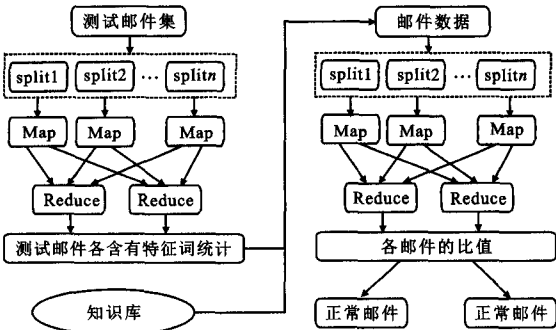 测试邮件集
split1 split2 … splitn
Map Map Map
Reduce Reduce
测试邮件各含有特征词统计
知识库
邮件数据
split1 split2 … splitn
Map Map Map
Reduce Reduce
各邮件的比值
正常邮件 正常邮件